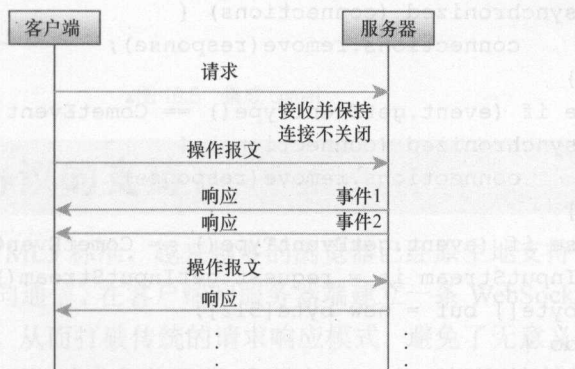 客户端
服务器
请求
接收并保持
连接不关闭
操作报文
响应 事件1
响应 事件2
操作报文
响应